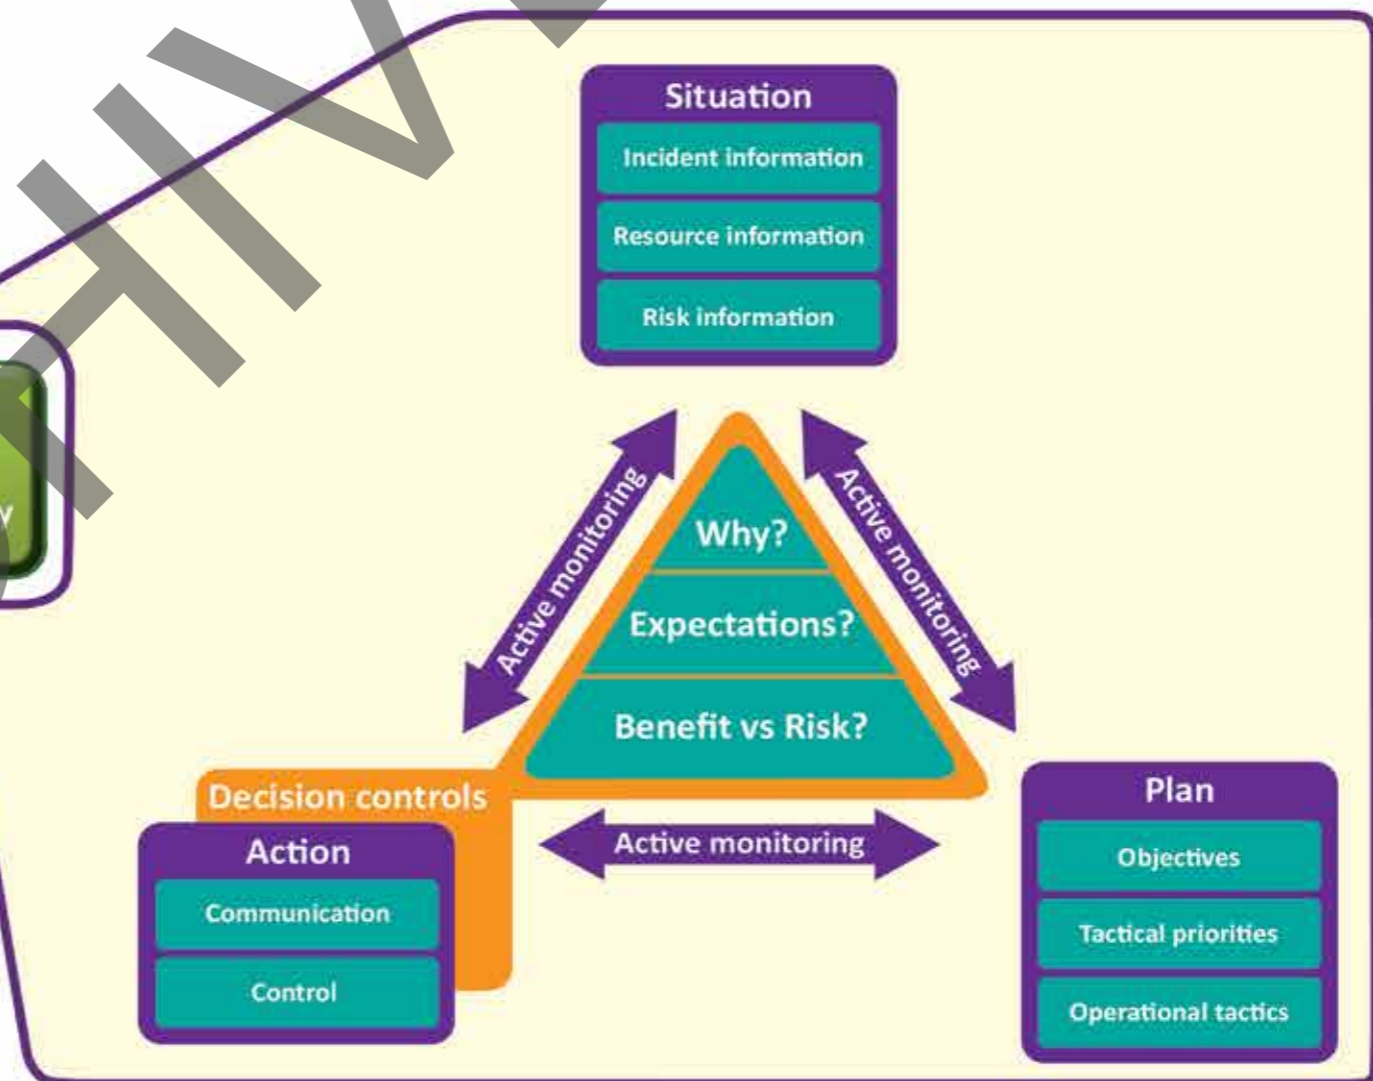 Situation
Incident information
Resource information
Risk information
Active monitoring
Active monitoring
Why?
Expectations?
Benefit vs Risk?
Decision controls
Action
Communication
Control
Active monitoring
Plan
Objectives
Tactical priorities
Operational tactics